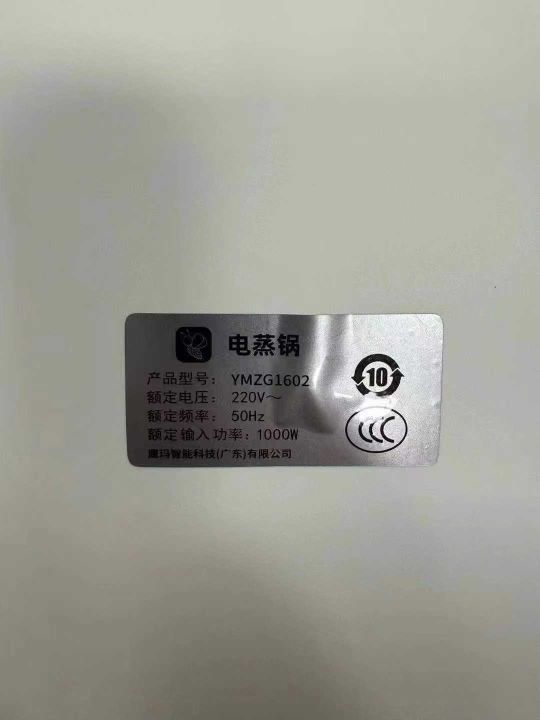 电蒸锅
产品型号： YMZG1602
额定电压： 220V～
额定频率： 50Hz
额定输入功率：1000W
鹰玛智能科技(广东)有限公司
10
CCC